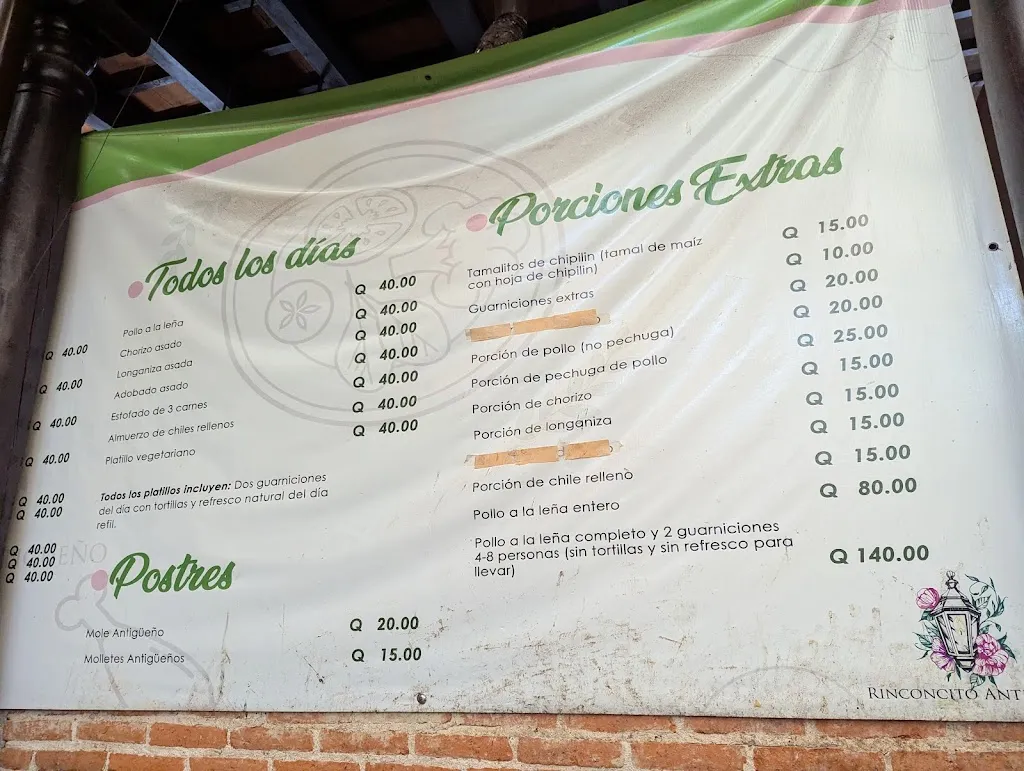 Q 40.00
Q 40.00
Q 40.00
Q 40.00
Q 40.00
Q 40.00
Q 40.00
Q 40.00
Q 40.00
EÑO
Todos los días
Pollo a la leña Q 40.00
Chorizo asado Q 40.00
Longaniza asada Q 40.00
Adobado asado Q 40.00
Estofado de 3 carnes Q 40.00
Almuerzo de chiles rellenos Q 40.00
Platillo vegetariano Q 40.00
Todos los platillos incluyen: Dos guarniciones
del día con tortillas y refresco natural del día
refil.
Postres
Mole Antigüeño Q 20.00
Molletes Antigüeños Q 15.00
Porciones Extras
Tamalitos de chipilin (tamal de maíz
con hoja de chipilin)
Guarniciones extras
Porción de pollo (no pechuga)
Porción de pechuga de pollo
Porción de chorizo
Porción de longaniza
Porción de chile relleno
Pollo a la leña entero
Pollo a la leña completo y 2 guarniciones
4-8 personas (sin tortillas y sin refresco para
llevar)
Q 15.00
Q 10.00
Q 20.00
Q 20.00
Q 25.00
Q 15.00
Q 15.00
Q 15.00
Q 15.00
Q 80.00
Q 140.00
RINCONCITO ANT